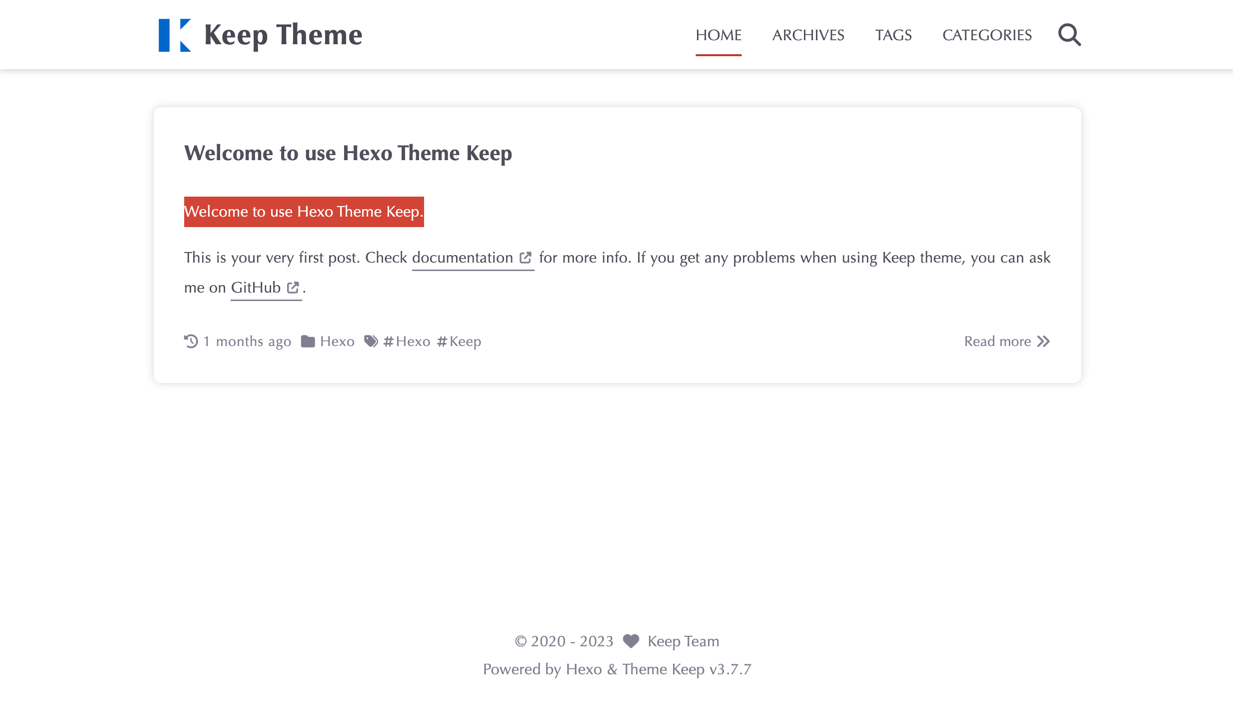 Keep Theme
HOME ARCHIVES TAGS CATEGORIES
Welcome to use Hexo Theme Keep
Welcome to use Hexo Theme Keep.
This is your very first post. Check documentation for more info. If you get any problems when using Keep theme, you can ask
me on GitHub .
1 months ago Hexo #Hexo #Keep
Read more
© 2020 - 2023 Keep Team
Powered by Hexo & Theme Keep v3.7.7